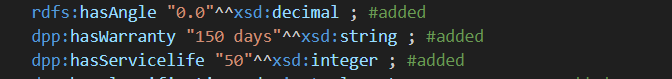 rdfs:hasAngle "0.0"^^xsd:decimal ; #added
dpp:hasWarranty "150 days"^^xsd:string ; #added
dpp:hasServicelife "50"^^xsd:integer ; #added